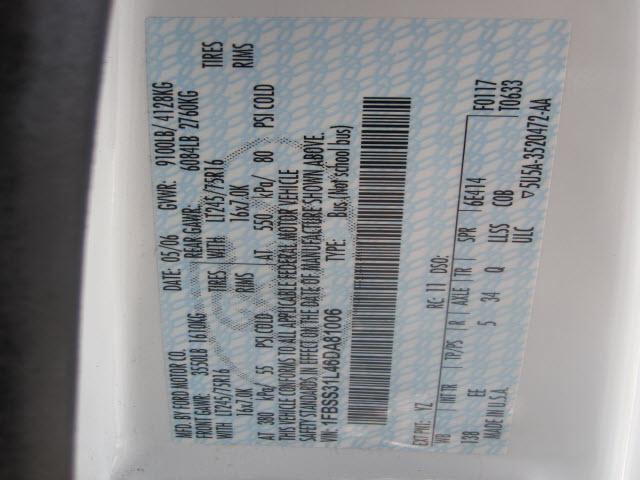 MFD. BY FORD MOTOR CO.
DATE: 05/06 GVWR: 9100LB/ 4128KG
FRONT GAWR: 3550LB 1610KG REAR GAWR: 6084LB 2760KG
WITH LT245/75R16 TIRES WITH LT245/75R16 TIRES
16x7.0K RIMS 16x7.0K RIMS
AT 380 kPa/ 55 PSI COLD AT 550 kPa/ 80 PSI COLD
THIS VEHICLE CONFORMS TO ALL APPLICABLE FEDERAL MOTOR VEHICLE
SAFETY STANDARDS IN EFFECT ON THE DATE OF MANUFACTURE SHOWN ABOVE.
VIN: 1FBSS31L46DA81006 TYPE: Bus (Not school bus)
EXT PNT: YZ RC: 11 DSO: F0117
WB INT TR TP/PS R AXLE TR SPR 6E414 T0633
138 EE 5 34 Q LLSS COB
MADE IN U.S.A. ULC ▽5U5A-3520472-AA